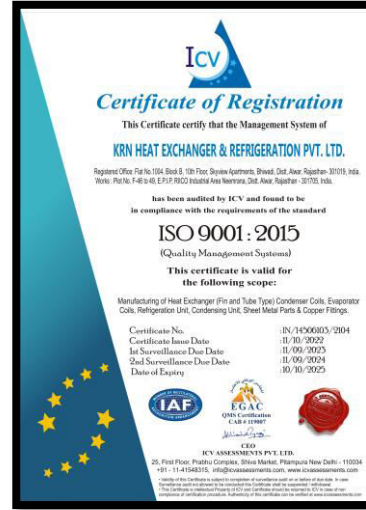 ICV
Certificate of Registration
This Certificate certify that the Management System of
KRN HEAT EXCHANGER & REFRIGERATION PVT. LTD.
Registered Office: Flat No.1004, Block B, 10th Floor, Skyview Apartments, Bhiwadi, Distt. Alwar, Rajasthan- 301019, India.
Works : Plot No. F-46 to 49, E.P.I.P, RIICO Industrial Area Neemrana, Distt. Alwar, Rajasthan - 301705, India.
has been audited by ICV and found to be
in compliance with the requirements of the standard
ISO 9001 : 2015
(Quality Management Systems)
This certificate is valid for
the following scope:
Manufacturing of Heat Exchanger (Fin and Tube Type) Condenser Coils, Evaporator
Coils, Refrigeration Unit, Condensing Unit, Sheet Metal Parts & Copper Fittings.
Certificate No. :IN/14506103/2104
Certificate Issue Date :11/10/2022
1st Surveillance Due Date :11/09/2023
2nd Surveillance Due Date :11/09/2024
Date of Expiry :10/10/2025
IAF
EGAC
QMS Certification
CAB # 119007
CEO
ICV ASSESSMENTS PVT. LTD.
25, First Floor, Prabhu Complex, Shiva Market, Pitampura New Delhi - 110034
+91 - 11-41548315, info@icvassessments.com, www.icvassessments.com